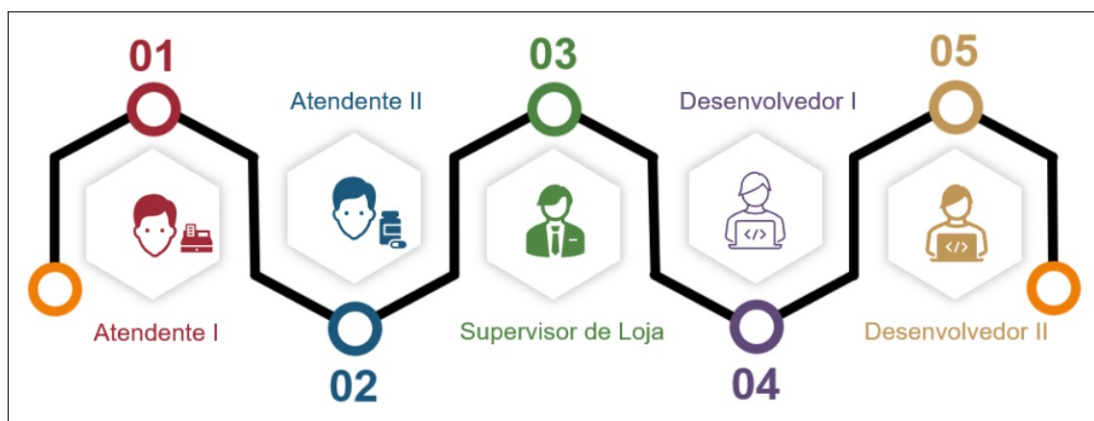 01
Atendente I
Atendente II
02
03
Supervisor de Loja
Desenvolvedor I
</>
04
05
</>
Desenvolvedor II